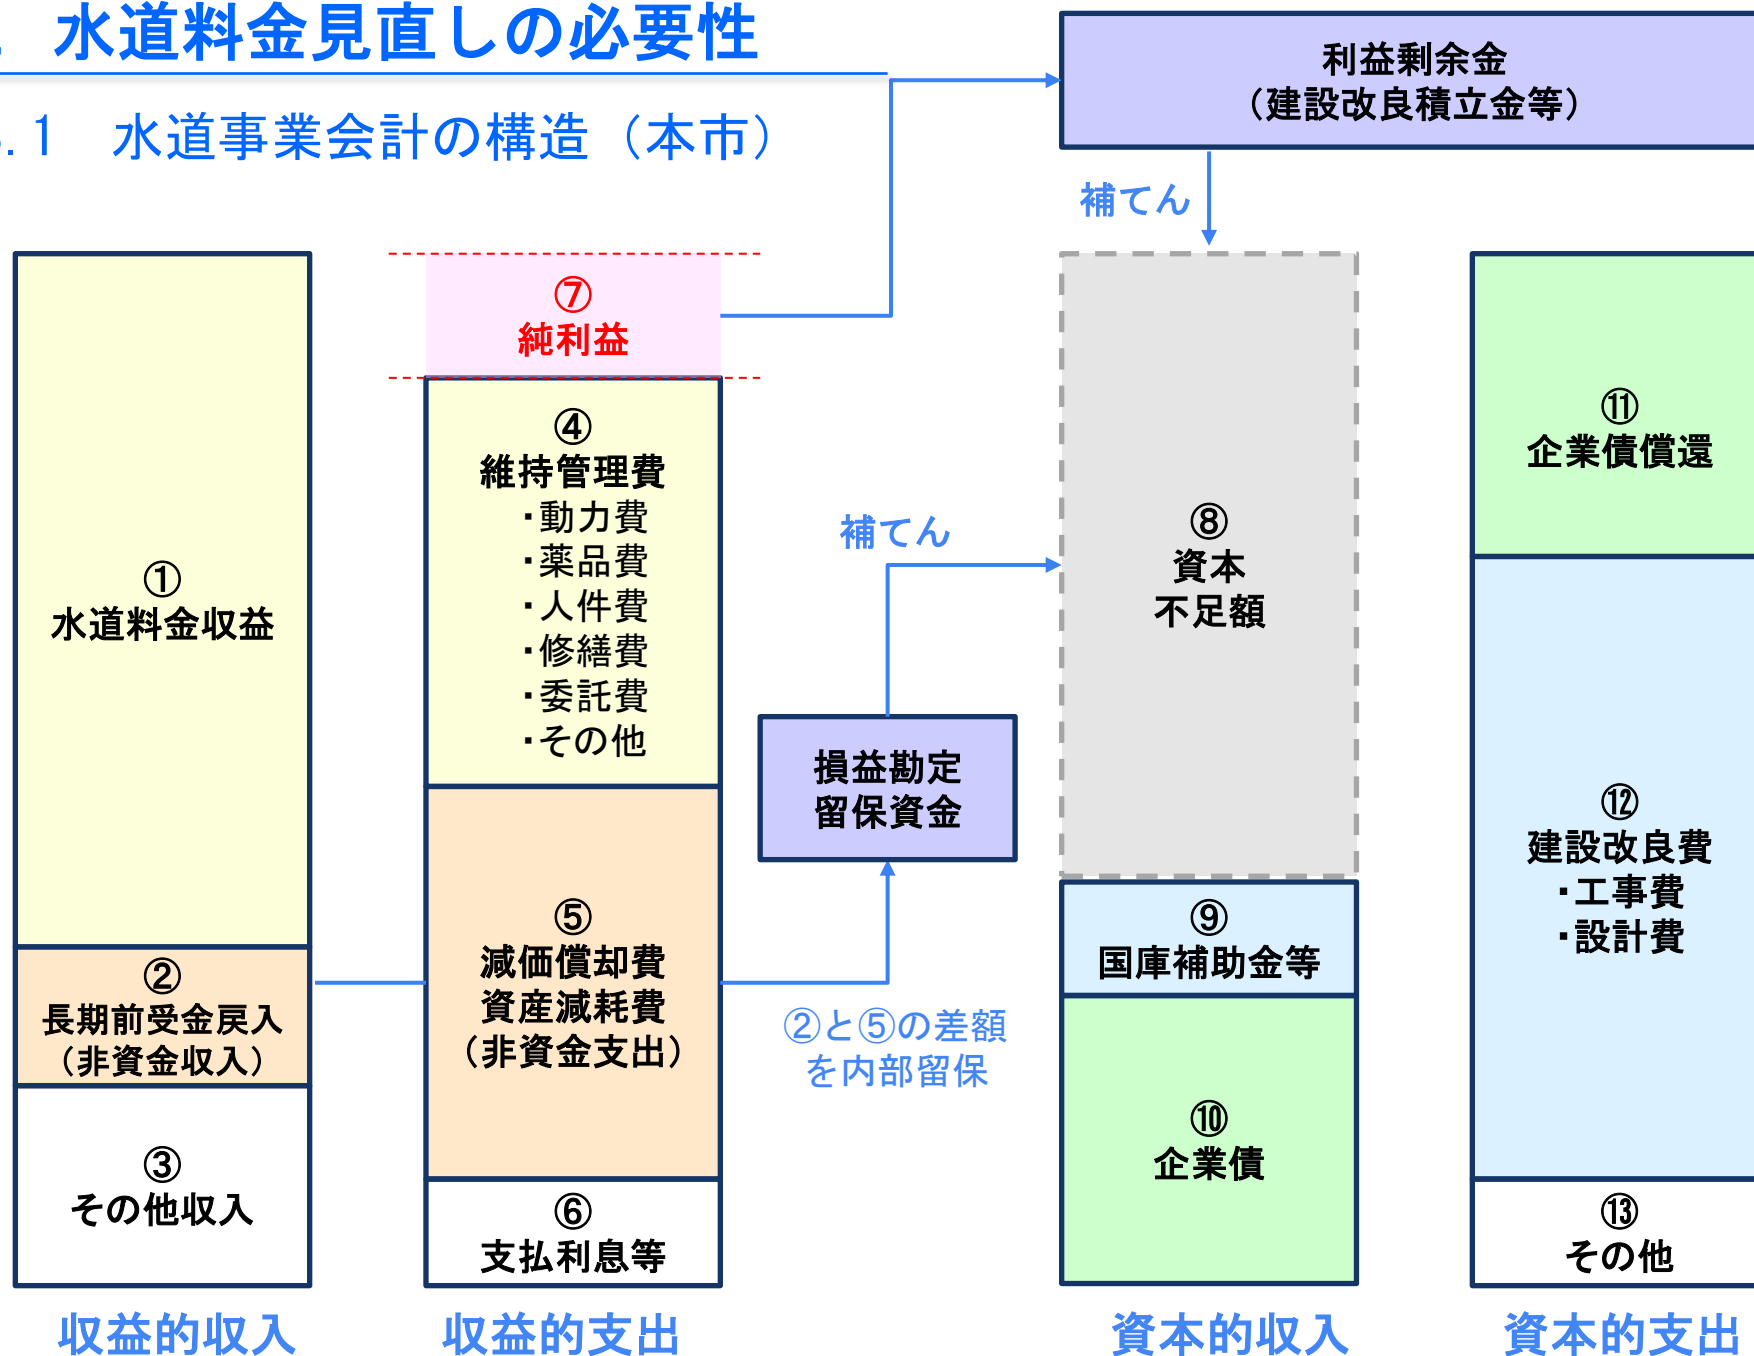 水道料金見直しの必要性
.1　水道事業会計の構造（本市）
利益剰余金
（建設改良積立金等）
補てん
①
水道料金収益
②
長期前受金戻入
（非資金収入）
③
その他収入
収益的収入
⑦
純利益
④
維持管理費
・動力費
・薬品費
・人件費
・修繕費
・委託費
・その他
⑤
減価償却費
資産減耗費
（非資金支出）
⑥
支払利息等
収益的支出
補てん
損益勘定
留保資金
②と⑤の差額
を内部留保
⑧
資本
不足額
⑨
国庫補助金等
⑩
企業債
資本的収入
⑪
企業債償還
⑫
建設改良費
・工事費
・設計費
⑬
その他
資本的支出